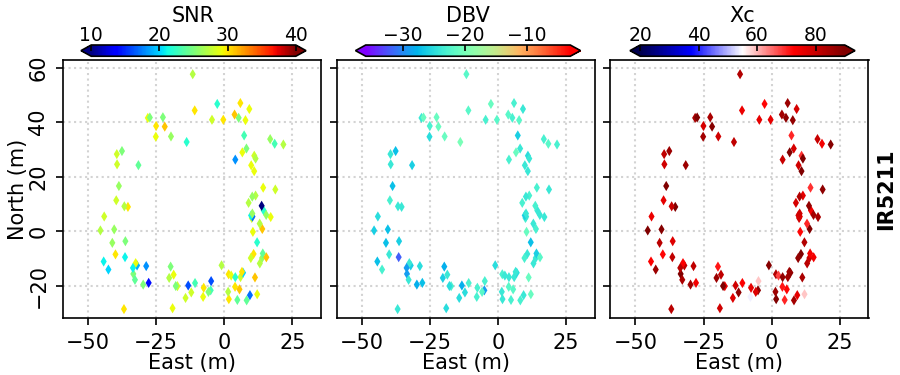 SNR DBV Xc
10 20 30 40 −30 −20 −10 20 40 60 80
60
40
20
0
−20
North (m)
−50 −25 0 25 −50 −25 0 25 −50 −25 0 25
East (m) East (m) East (m)
IR5211